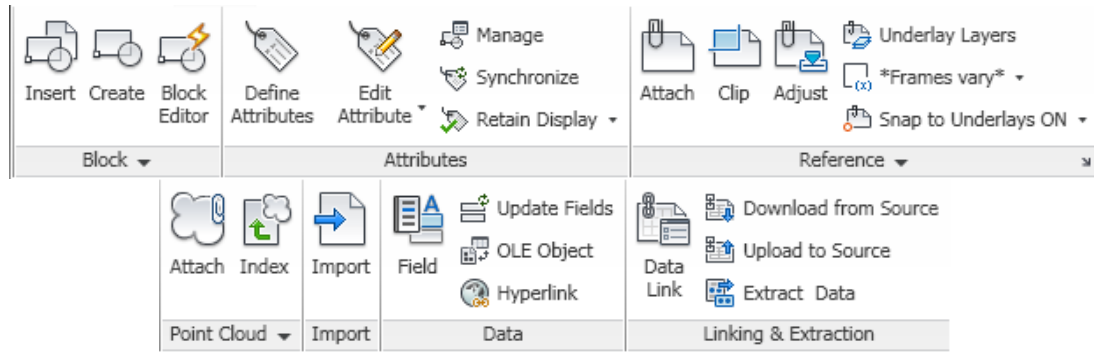 Insert Create Block Editor
Define Attributes
Edit Attribute
Manage
Synchronize
Retain Display
Attach Clip Adjust
Underlay Layers
(x) *Frames vary*
Snap to Underlays ON
Block Attributes Reference
Attach Index Import
A
Field
Update Fields
OLE Object
Hyperlink
Data Link
Download from Source
Upload to Source
Extract Data
Point Cloud Import Data Linking & Extraction